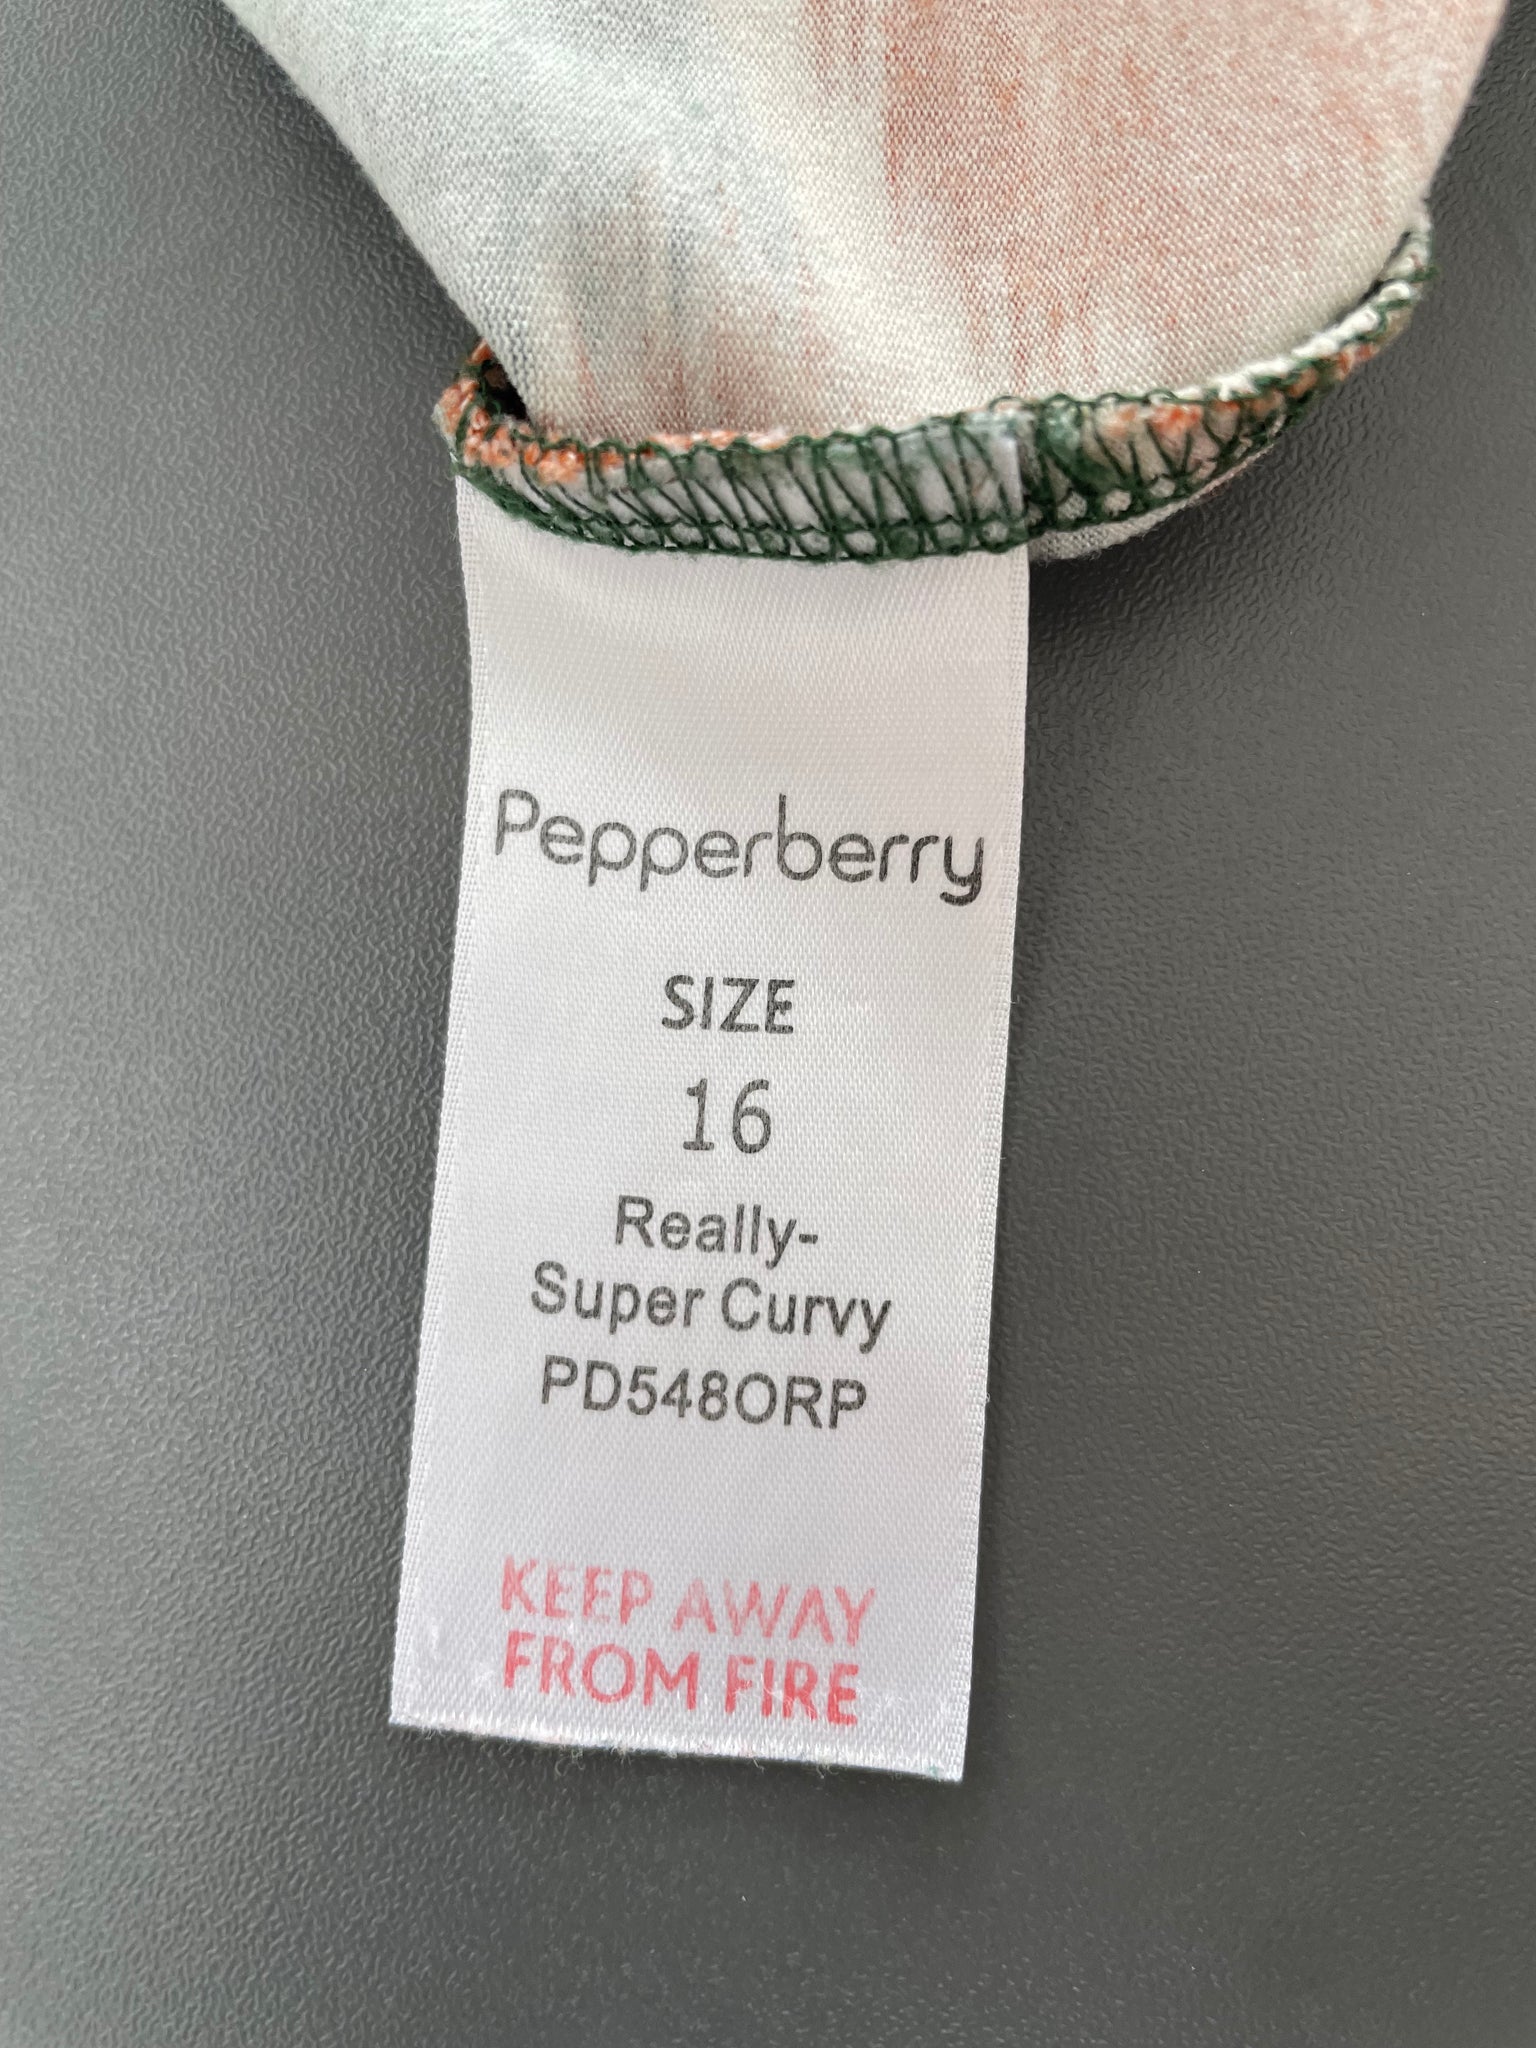 Pepperberry
SIZE
16
Really-
Super Curvy
PD548ORP
KEEP AWAY
FROM FIRE